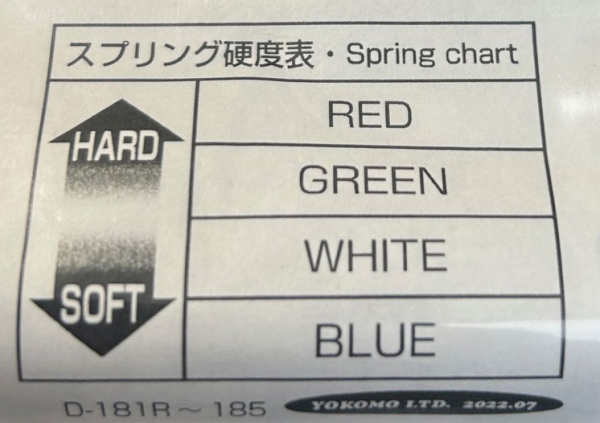 スプリング硬度表・Spring chart
HARD
SOFT
RED
GREEN
WHITE
BLUE
D-181R～185
YOKOMO LTD. 2022.07